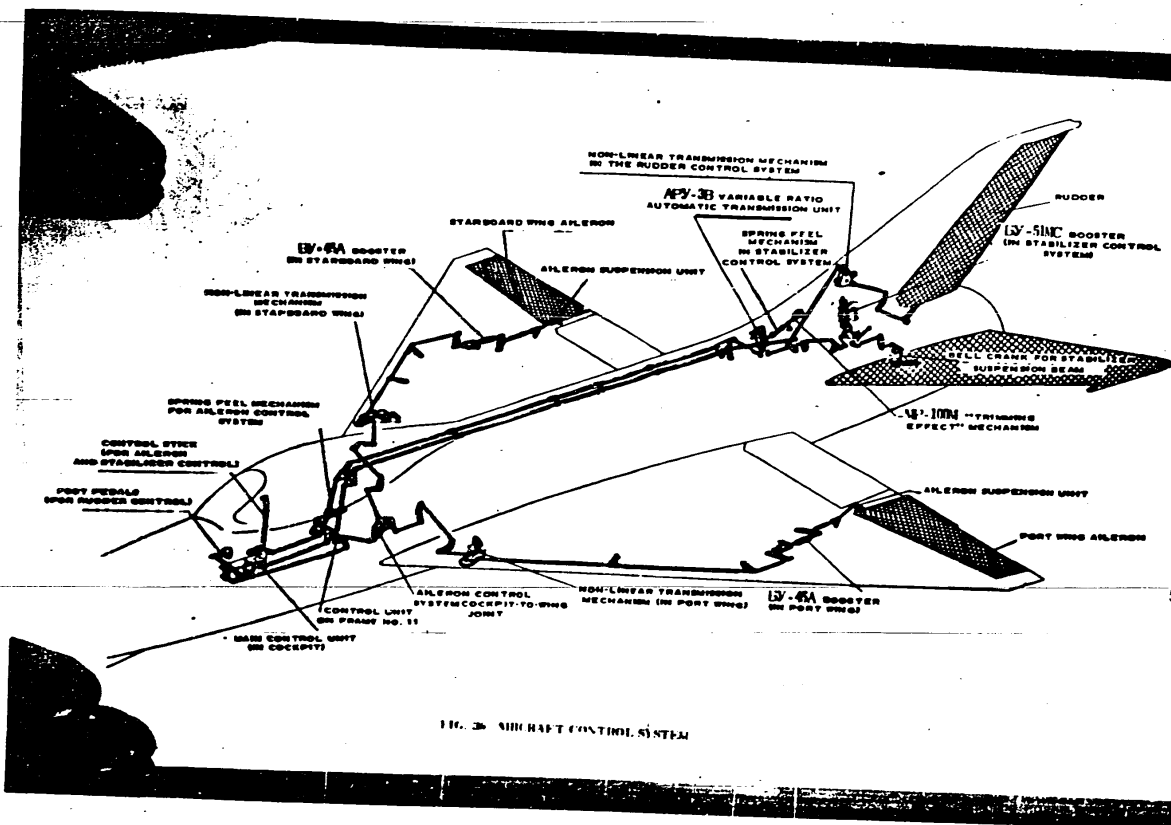 NON-LINEAR TRANSMISSION MECHANISM
IN THE RUDDER CONTROL SYSTEM
АРУ-3В VARIABLE RATIO
AUTOMATIC TRANSMISSION UNIT
STARBOARD WING AILERON
SPRING FEEL
MECHANISM
IN STABILIZER
CONTROL SYSTEM
RUDDER
БУ-51МС BOOSTER
(IN STABILIZER CONTROL
SYSTEM)
БУ-45А BOOSTER
(IN STARBOARD WING)
AILERON SUSPENSION UNIT
NON-LINEAR TRANSMISSION
MECHANISM
(IN STARBOARD WING)
BELL CRANK FOR STABILIZER
SUSPENSION BEAM
SPRING FEEL MECHANISM
FOR AILERON CONTROL
SYSTEM
"TRIMMING
EFFECT" MECHANISM
CONTROL STICK
(FOR AILERON
AND STABILIZER CONTROL)
FOOT PEDALS
(FOR RUDDER CONTROL)
AILERON SUSPENSION UNIT
PORT WING AILERON
AILERON CONTROL
SYSTEM COCKPIT-TO-WING
JOINT
NON-LINEAR TRANSMISSION
MECHANISM (IN PORT WING)
БУ-45А BOOSTER
(IN PORT WING)
CONTROL UNIT
ON FRAME NO. 11
MAIN CONTROL UNIT
(IN COCKPIT)
FIG. 36 AIRCRAFT CONTROL SYSTEM